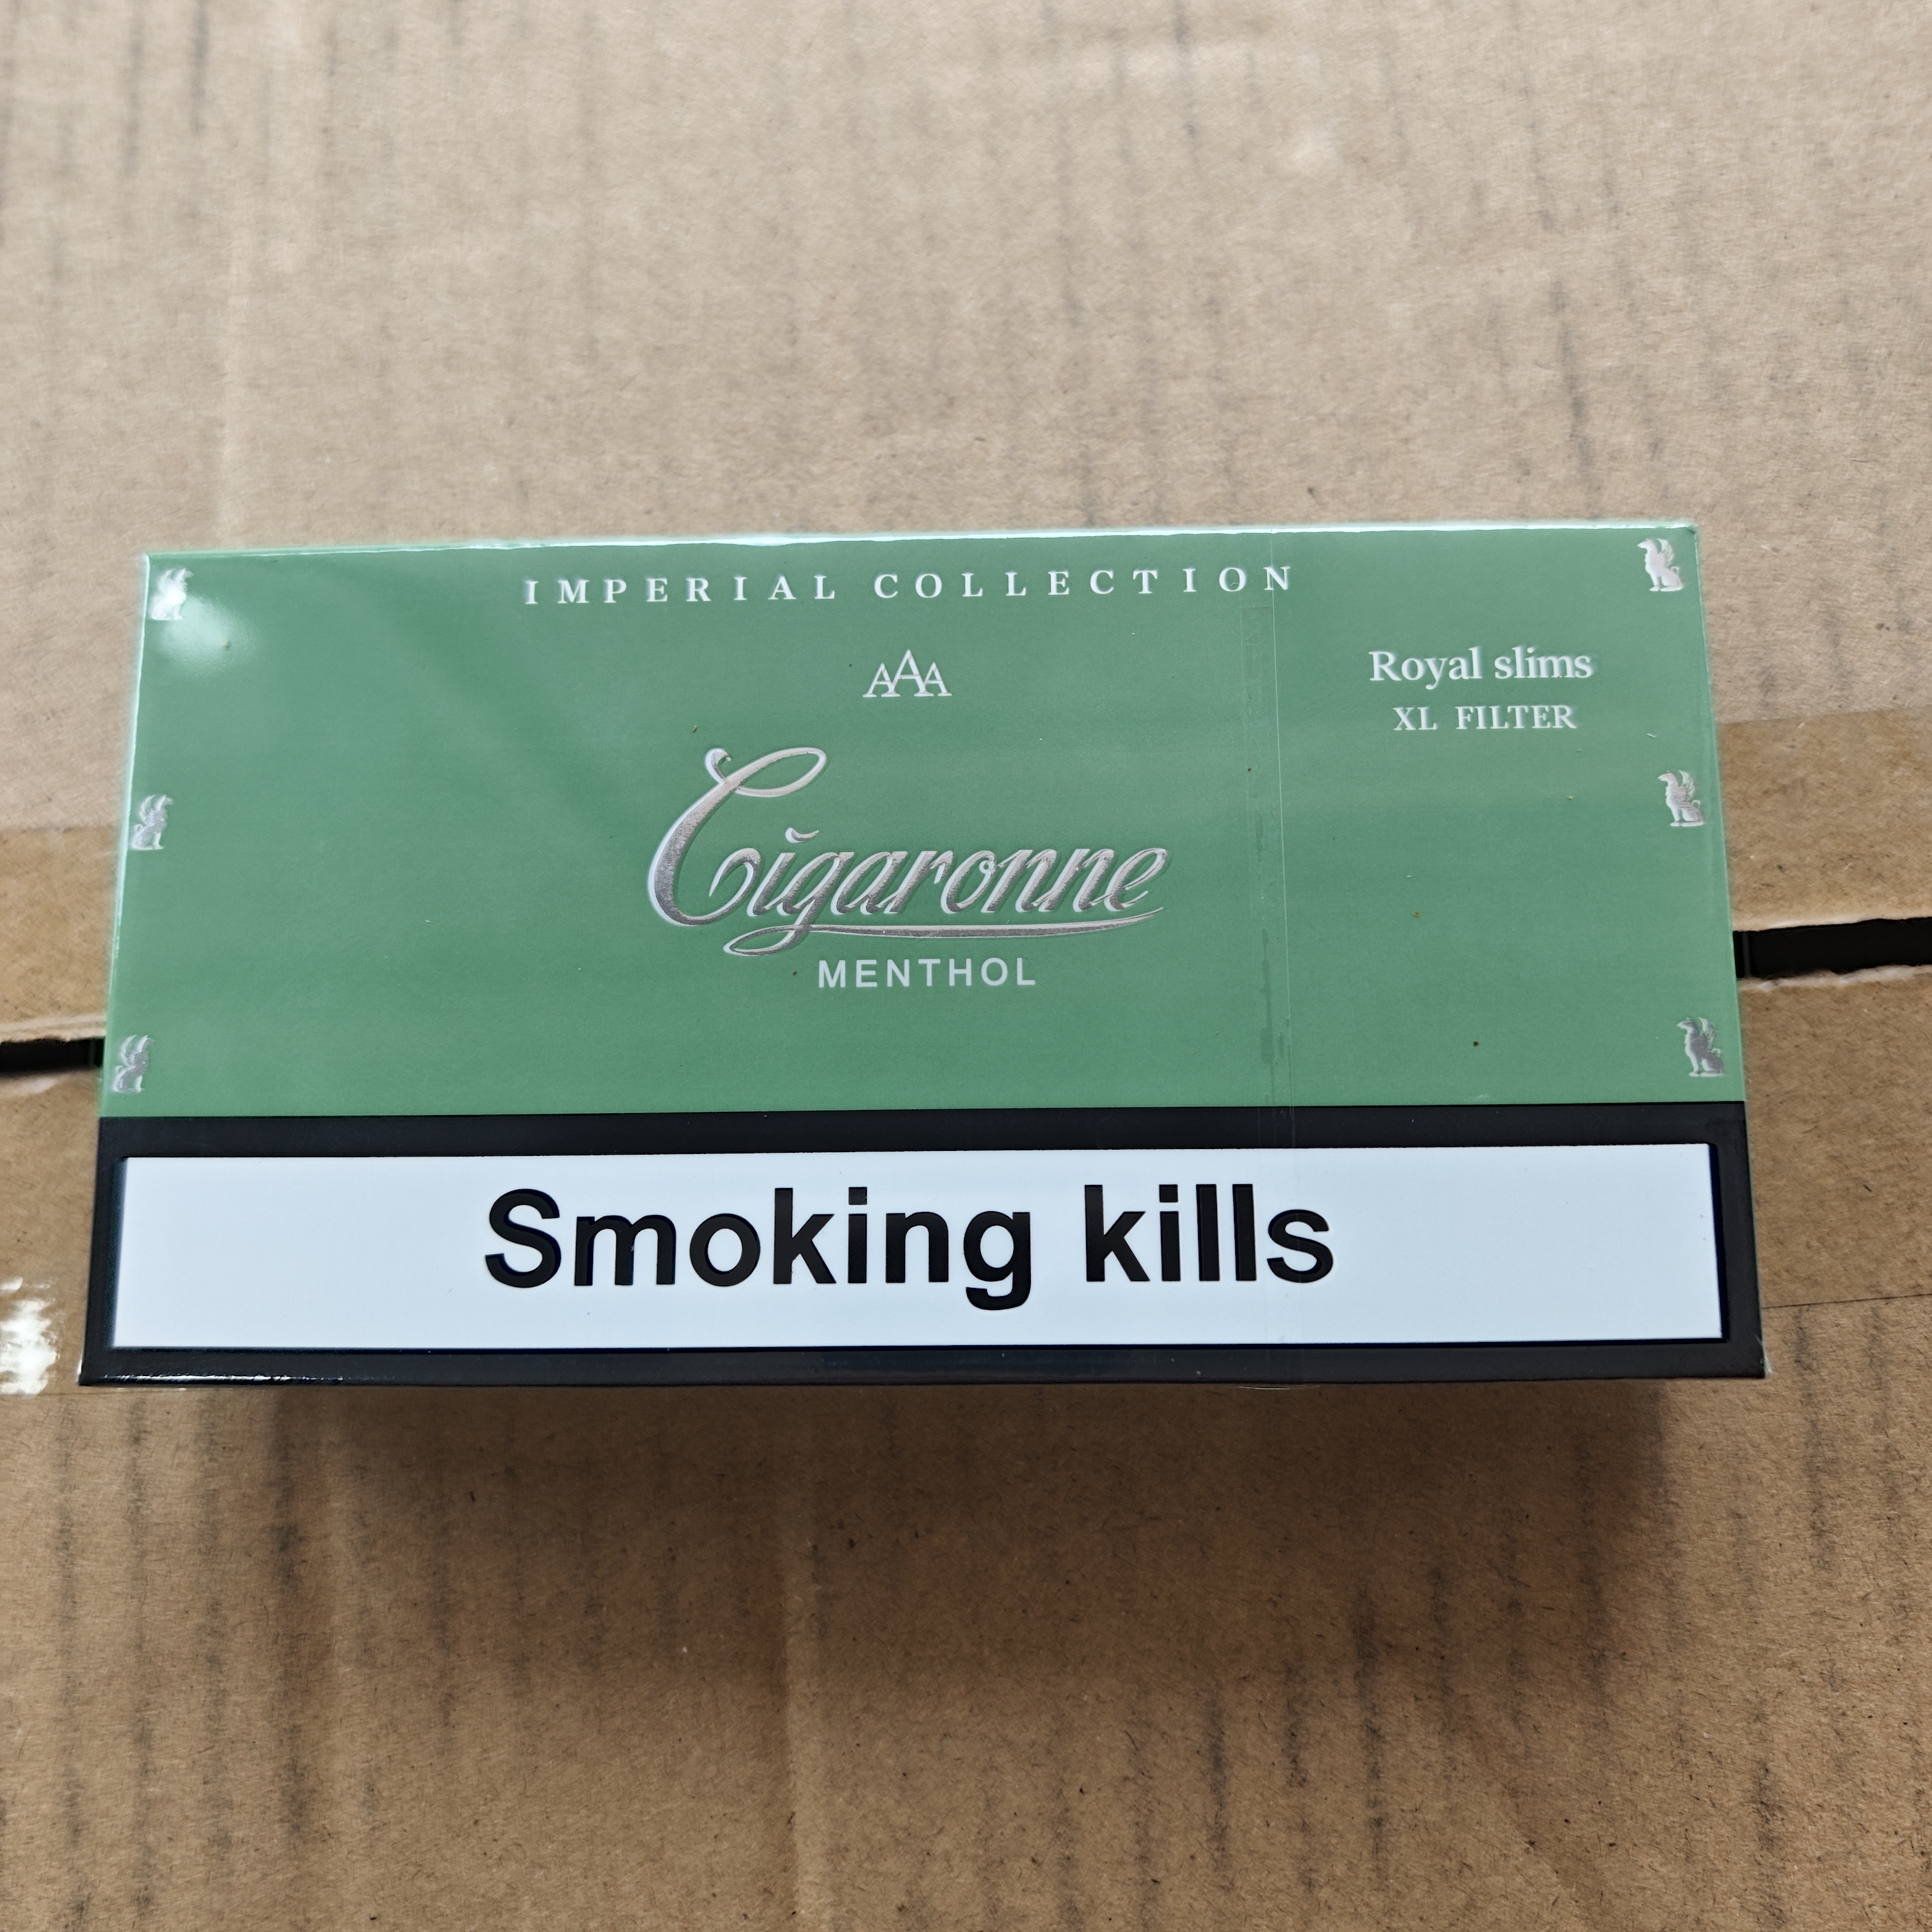 IMPERIAL COLLECTION
AAA
Royal slims
XL FILTER
Cigaronne
MENTHOL
Smoking kills